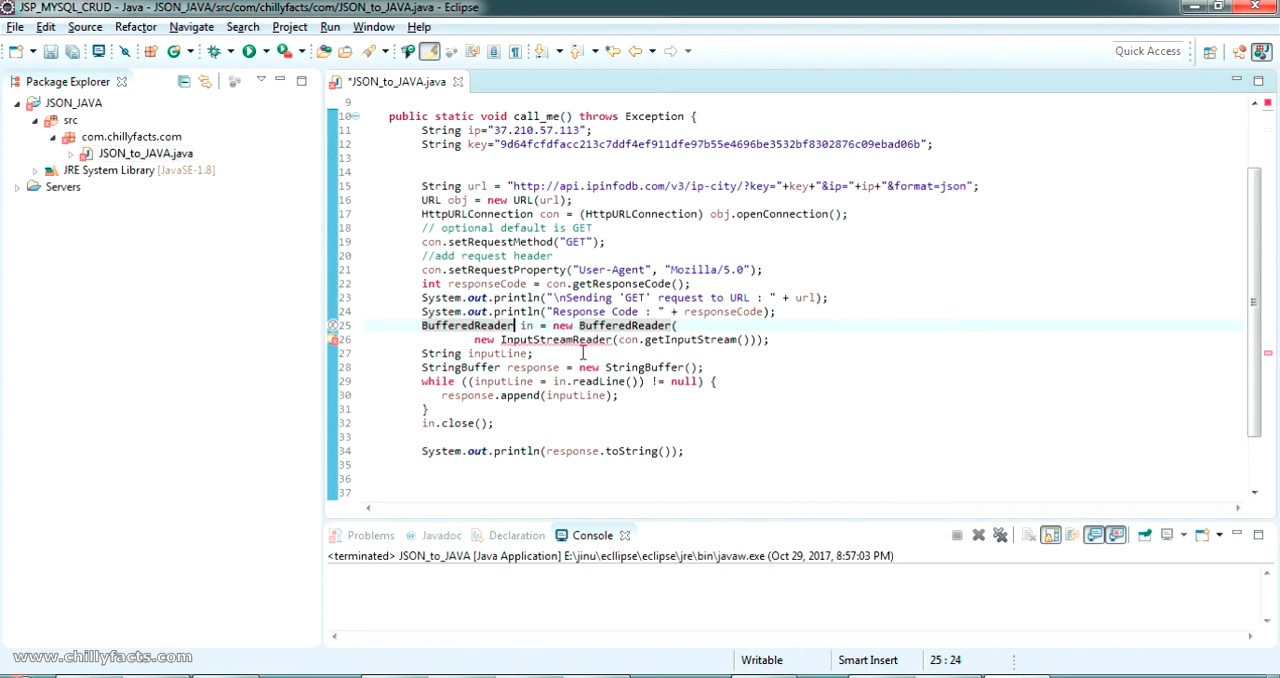 JSP_MYSQL_CRUD - Java - JSON_JAVA/src/com/chillyfacts/com/JSON_to_JAVA.java - Eclipse
File Edit Source Refactor Navigate Search Project Run Window Help
Quick Access
Package Explorer
*JSON_to_JAVA.java
JSON_JAVA
src
com.chillyfacts.com
JSON_to_JAVA.java
JRE System Library [JavaSE-1.8]
Servers
9
10 public static void call_me() throws Exception {
11 String ip="37.210.57.113";
12 String key="9d64fcfdfacc213c7ddf4ef911dfe97b55e4696be3532bf8302876c09ebad06b";
13
14
15 String url = "http://api.ipinfodb.com/v3/ip-city/?key="+key+"&ip="+ip+"&format=json";
16 URL obj = new URL(url);
17 HttpURLConnection con = (HttpURLConnection) obj.openConnection();
18 // optional default is GET
19 con.setRequestMethod("GET");
20 //add request header
21 con.setRequestProperty("User-Agent", "Mozilla/5.0");
22 int responseCode = con.getResponseCode();
23 System.out.println("\nSending 'GET' request to URL : " + url);
24 System.out.println("Response Code : " + responseCode);
25 BufferedReader in = new BufferedReader(
26 new InputStreamReader(con.getInputStream()));
27 String inputLine;
28 StringBuffer response = new StringBuffer();
29 while ((inputLine = in.readLine()) != null) {
30 response.append(inputLine);
31 }
32 in.close();
33
34 System.out.println(response.toString());
35
36
37
Problems @ Javadoc Declaration Console
<terminated> JSON_to_JAVA [Java Application] E:\jinu\ecllipse\eclipse\jre\bin\javaw.exe (Oct 29, 2017, 8:57:03 PM)
www.chillyfacts.com
Writable Smart Insert 25 : 24